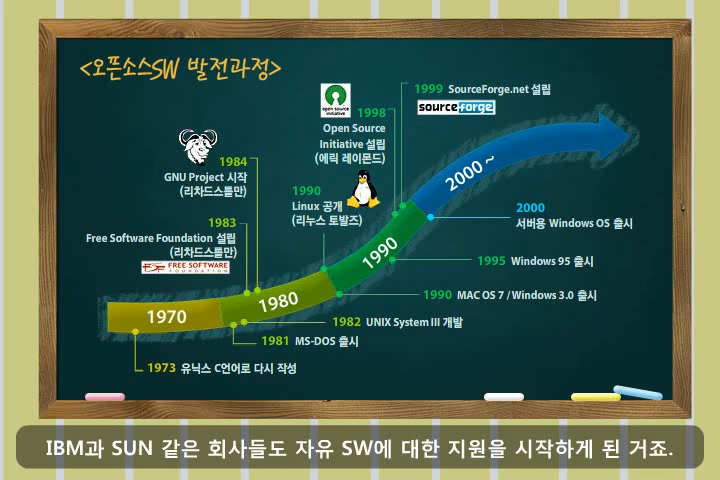 <오픈소스SW 발전과정>
1999 SourceForge.net 설립
sourceforge
open source
initiative
1998
Open Source
Initiative 설립
(에릭 레이몬드)
1984
GNU Project 시작
(리차드스톨만)
1990
Linux 공개
(리누스 토발즈)
1983
Free Software Foundation 설립
(리차드스톨만)
FSF FREE SOFTWARE
FOUNDATION
2000~
1990
1980
1970
2000
서버용 Windows OS 출시
1995 Windows 95 출시
1990 MAC OS 7 / Windows 3.0 출시
1982 UNIX System III 개발
1981 MS-DOS 출시
1973 유닉스 C언어로 다시 작성
IBM과 SUN 같은 회사들도 자유 SW에 대한 지원을 시작하게 된 거죠.